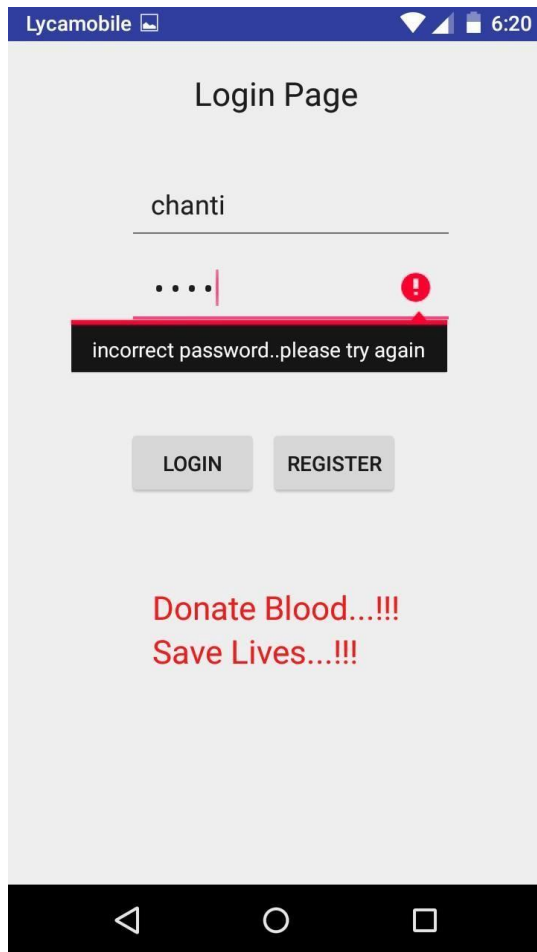 Lycamobile 6:20
Login Page
chanti
••••
incorrect password..please try again
LOGIN REGISTER
Donate Blood...!!!
Save Lives...!!!